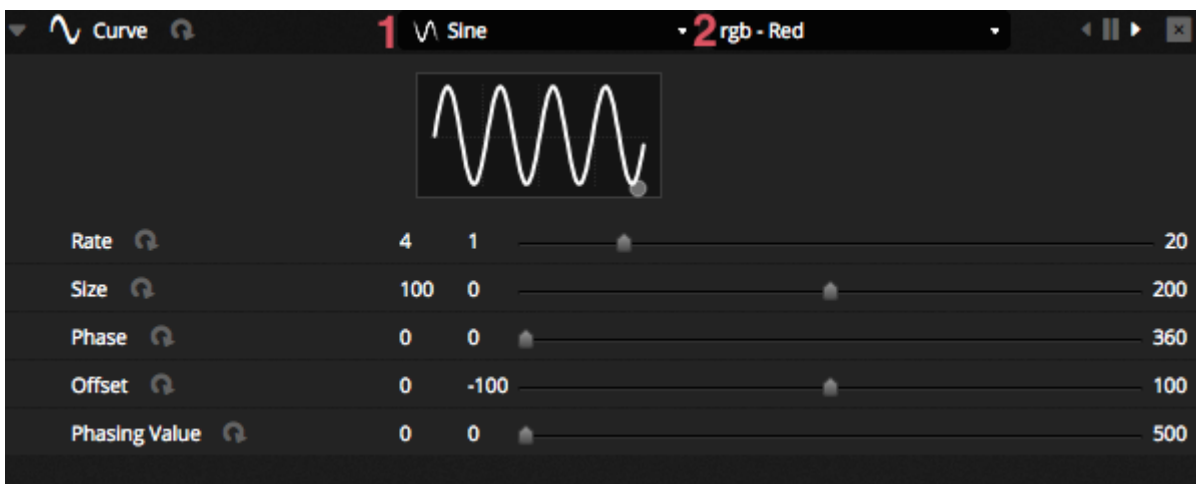 Curve 1 Sine 2 rgb - Red
Rate 4 1 20
Size 100 0 200
Phase 0 0 360
Offset 0 -100 100
Phasing Value 0 0 500